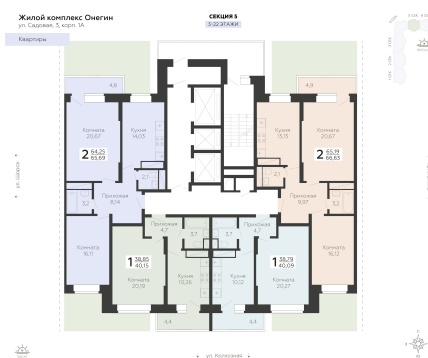 Жилой комплекс Онегин
ул. Садовая, 3, корп. 1А
СЕКЦИЯ 5
5-22 ЭТАЖИ
Квартиры
4,8
4,9
Комната
20,67
Кухня
14,03
Кухня
13,15
Комната
20,67
2 64,25
65,69
2 65,19
66,63
2,1
2,1
3,2
3,2
Прихожая
8,14
Прихожая
9,97
Прихожая
4,7
3,7
3,7
Прихожая
4,7
Комната
16,11
Комната
16,12
1 38,85
40,15
1 38,79
40,09
Комната
20,19
Кухня
10,26
Кухня
10,12
Комната
20,27
4,4
4,4
ул. Колхозная